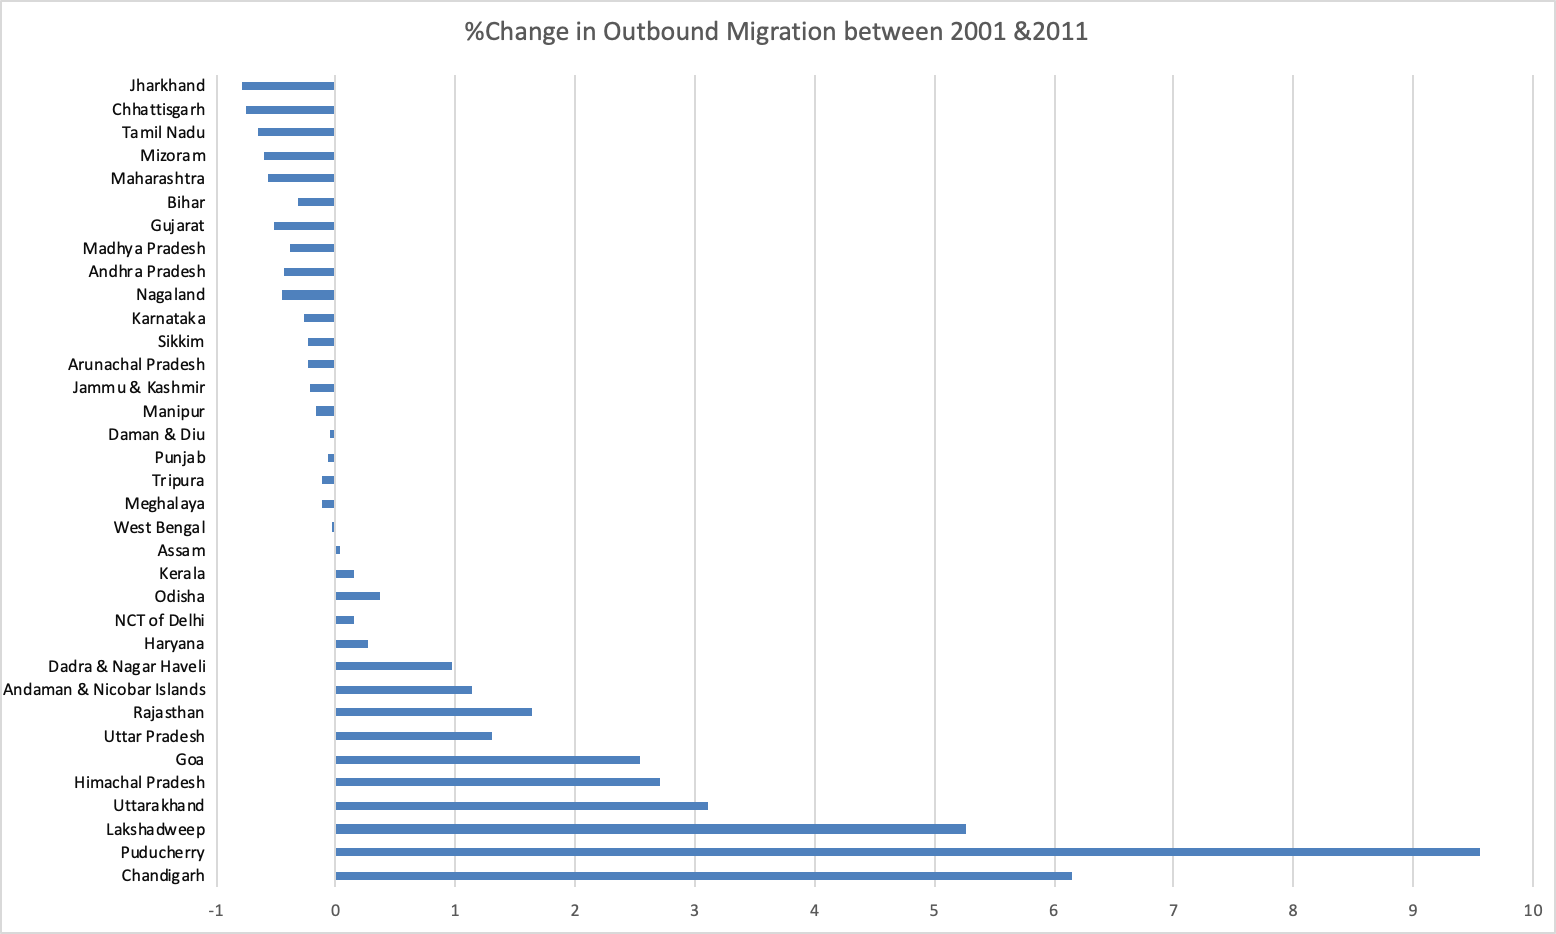 %Change in Outbound Migration between 2001 &2011
Jharkhand
Chhattisgarh
Tamil Nadu
Mizoram
Maharashtra
Bihar
Gujarat
Madhya Pradesh
Andhra Pradesh
Nagaland
Karnataka
Sikkim
Arunachal Pradesh
Jammu & Kashmir
Manipur
Daman & Diu
Punjab
Tripura
Meghalaya
West Bengal
Assam
Kerala
Odisha
NCT of Delhi
Haryana
Dadra & Nagar Haveli
Andaman & Nicobar Islands
Rajasthan
Uttar Pradesh
Goa
Himachal Pradesh
Uttarakhand
Lakshadweep
Puducherry
Chandigarh
-1 0 1 2 3 4 5 6 7 8 9 10